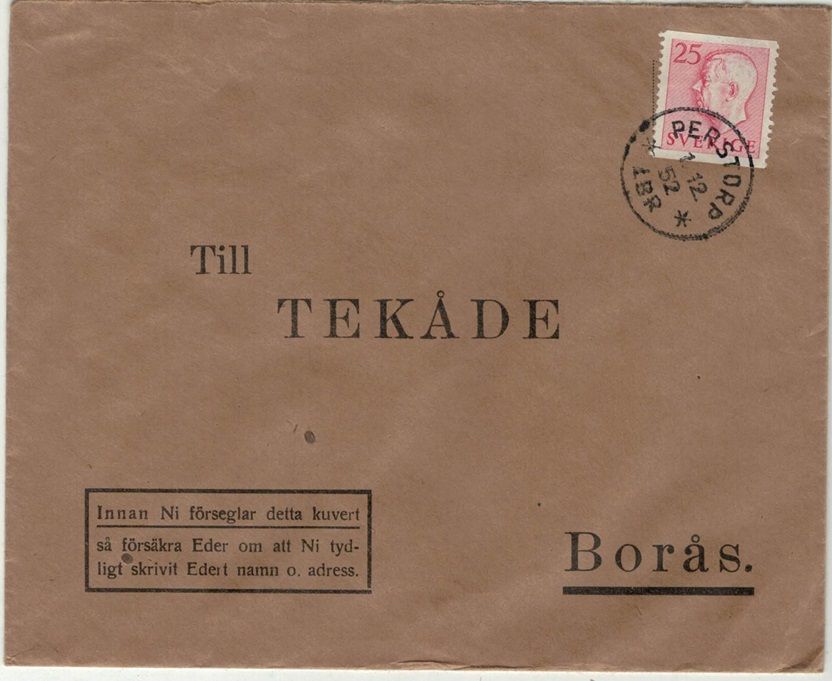 25
SVERIGE
PERSTORP
12.
52
LBR
Till
TEKÅDE
Innan Ni förseglar detta kuvert
så försäkra Eder om att Ni tyd-
ligt skrivit Edert namn o. adress.
Borås.